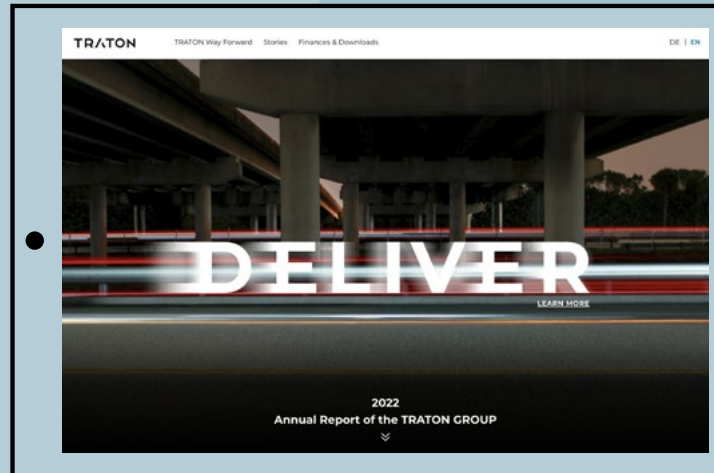 TRATON TRATON Way Forward Stories Finances & Downloads DE | EN
DELIVER
LEARN MORE
2022
Annual Report of the TRATON GROUP